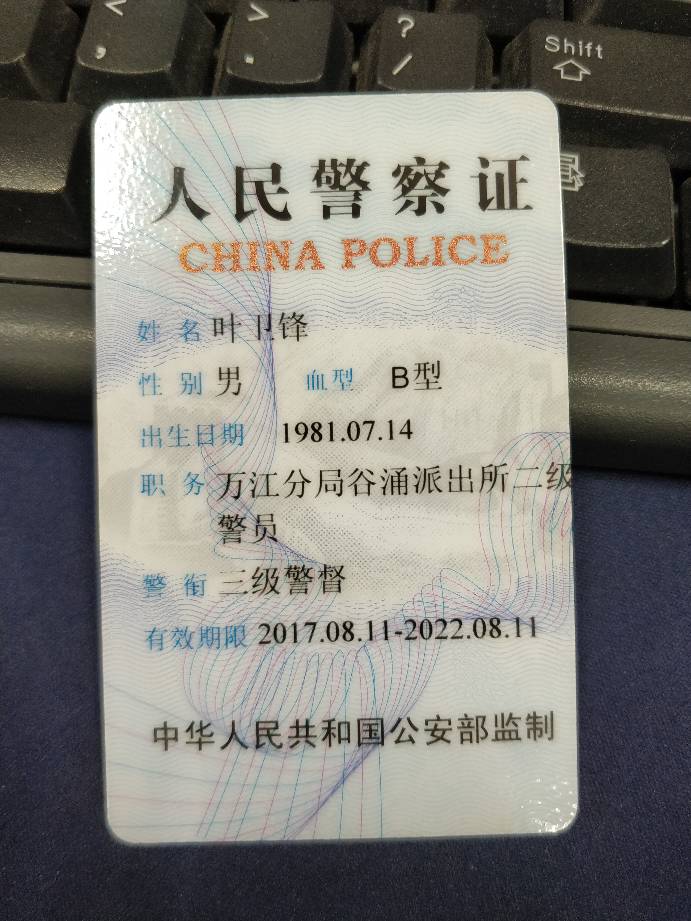 <
,
>
.
?
/
Shift
人民警察证
CHINA POLICE
姓 名 叶卫锋
性 别 男 血型 B型
出生日期 1981.07.14
职 务 万江分局谷涌派出所二级
警员
警 衔 三级警督
有效期限 2017.08.11-2022.08.11
中华人民共和国公安部监制